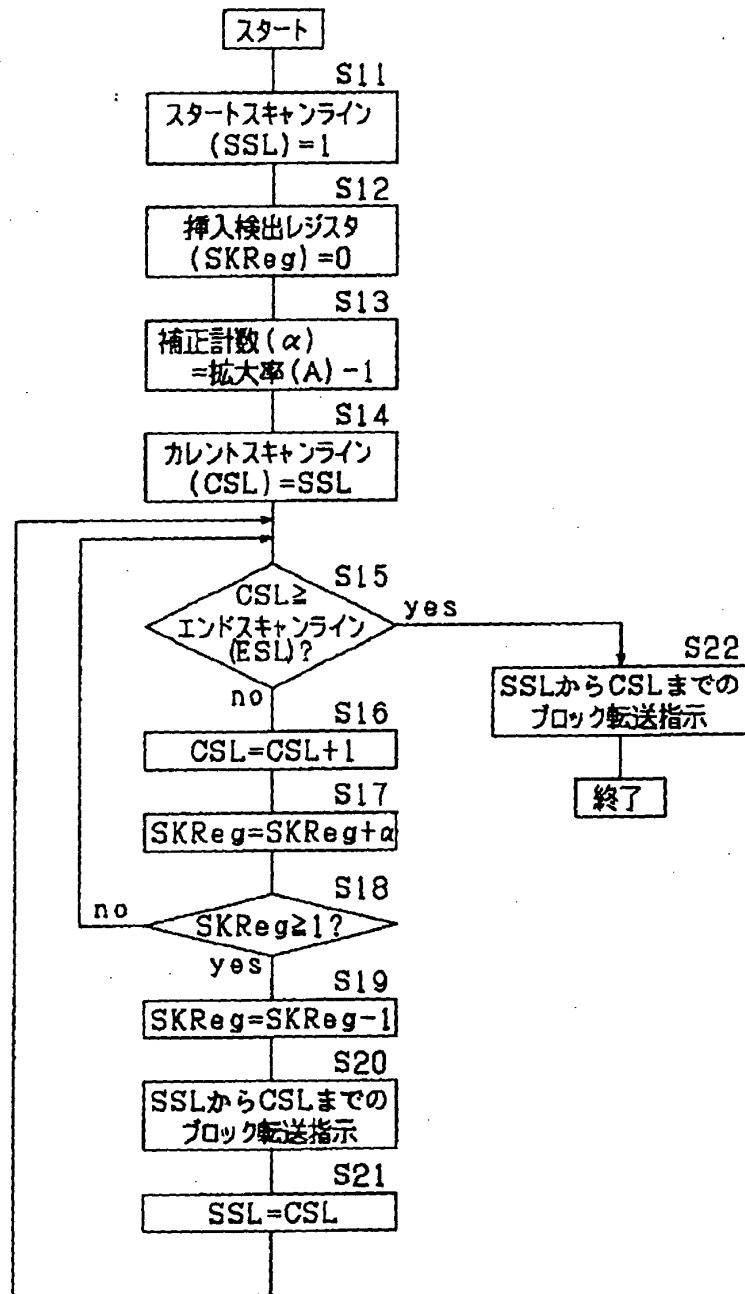 スタート
S11
スタートスキャンライン
(SSL)=1
S12
挿入検出レジスタ
(SKReg)=0
S13
補正計数(α)
=拡大率(A)-1
S14
カレントスキャンライン
(CSL)=SSL
S15
CSL≧
エンドスキャンライン
(ESL)?
yes
no
S22
SSLからCSLまでの
ブロック転送指示
終了
S16
CSL=CSL+1
S17
SKReg=SKReg+α
S18
SKReg≧1?
no
yes
S19
SKReg=SKReg-1
S20
SSLからCSLまでの
ブロック転送指示
S21
SSL=CSL